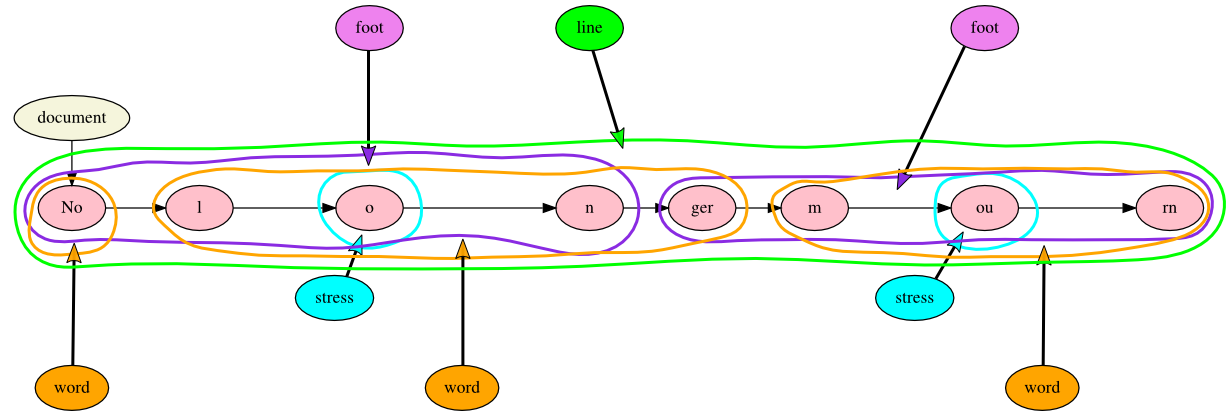 foot line foot
document
No l o n ger m ou rn
stress stress
word word word